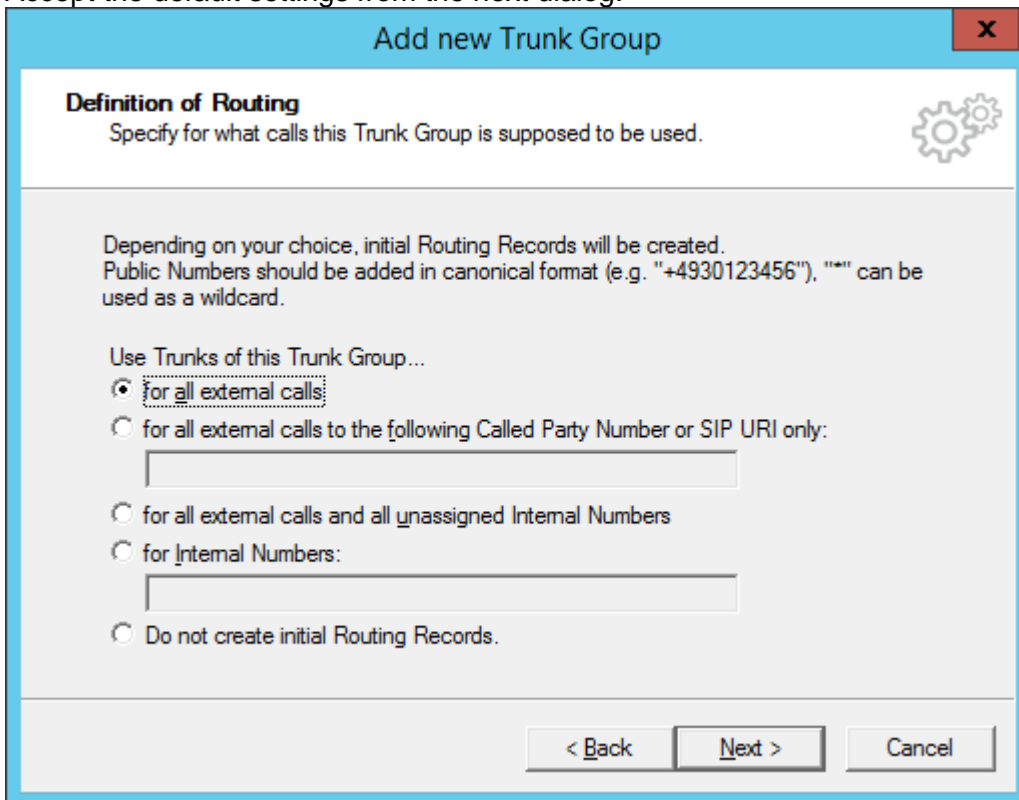 Accept the default settings from the next dialog.
Add new Trunk Group
x
Definition of Routing
Specify for what calls this Trunk Group is supposed to be used.
Depending on your choice, initial Routing Records will be created.
Public Numbers should be added in canonical format (e.g. "+4930123456"), "*" can be
used as a wildcard.
Use Trunks of this Trunk Group...
for all external calls
for all external calls to the following Called Party Number or SIP URI only:
for all external calls and all unassigned Internal Numbers
for Internal Numbers:
Do not create initial Routing Records.
< Back Next > Cancel